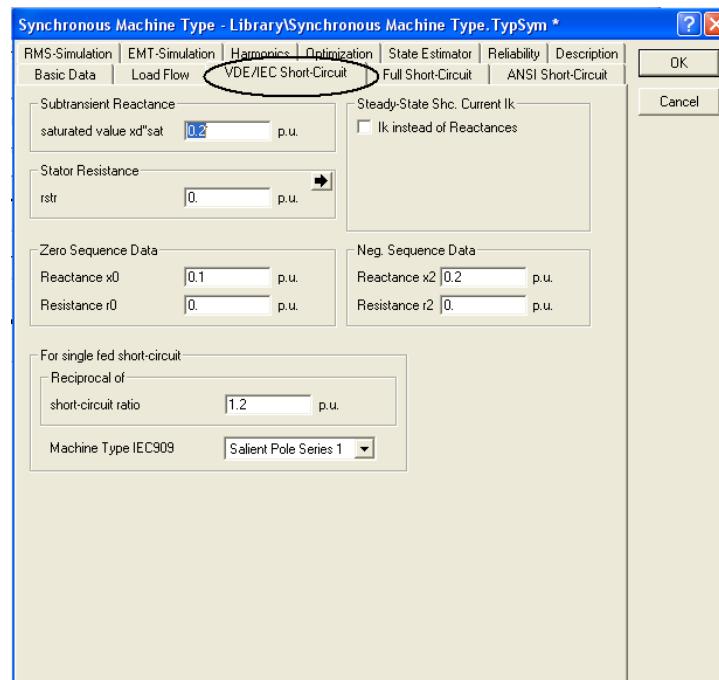 Synchronous Machine Type - Library\Synchronous Machine Type.TypSym *
RMS-Simulation EMT-Simulation Harmonics Optimization State Estimator Reliability Description
Basic Data Load Flow VDE/IEC Short-Circuit Full Short-Circuit ANSI Short-Circuit
OK
Cancel
Subtransient Reactance
saturated value xd"sat 0.2 p.u.
Steady-State Shc. Current Ik
Ik instead of Reactances
Stator Resistance
rstr 0. p.u.
Zero Sequence Data
Reactance x0 0.1 p.u.
Resistance r0 0. p.u.
Neg. Sequence Data
Reactance x2 0.2 p.u.
Resistance r2 0. p.u.
For single fed short-circuit
Reciprocal of
short-circuit ratio 1.2 p.u.
Machine Type IEC909 Salient Pole Series 1